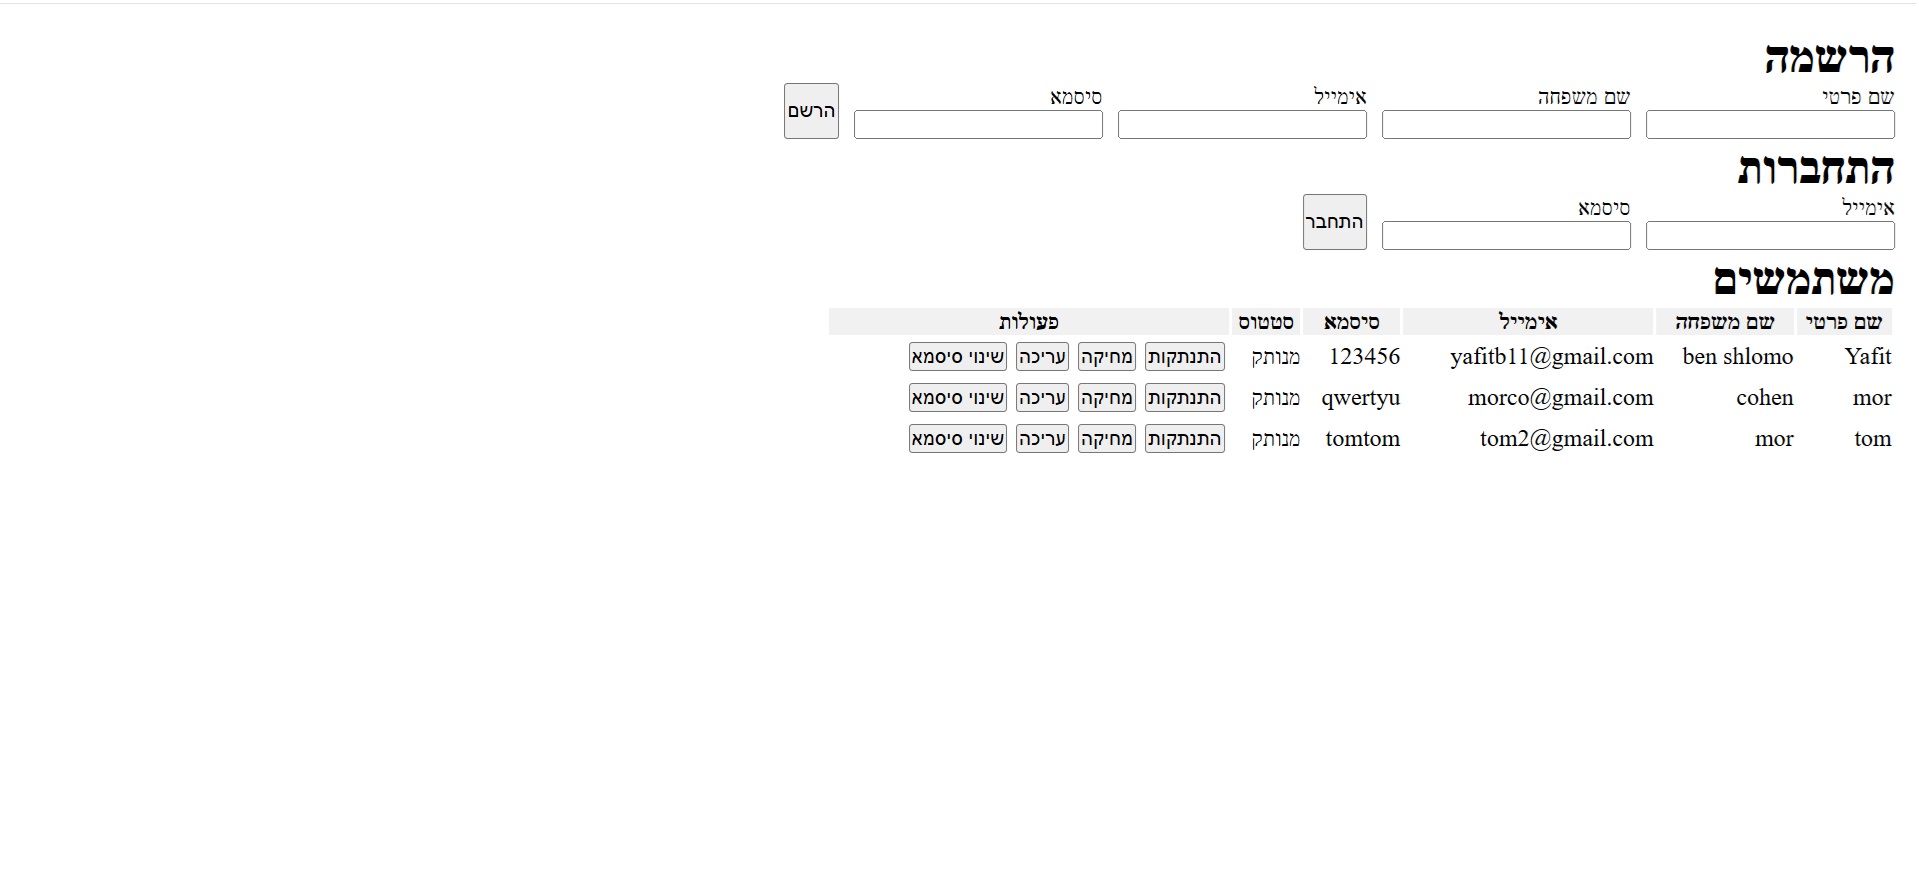 הרשמה
שם פרטי שם משפחה אימייל סיסמא
הרשם
התחברות
אימייל סיסמא
התחבר
משתמשים
שם פרטי שם משפחה אימייל סיסמא סטטוס פעולות
Yafit ben shlomo yafitb11@gmail.com 123456 מנותק התנתקות מחיקה עריכה שינוי סיסמא
mor cohen morco@gmail.com qwertyu מנותק התנתקות מחיקה עריכה שינוי סיסמא
tom mor tom2@gmail.com tomtom מנותק התנתקות מחיקה עריכה שינוי סיסמא